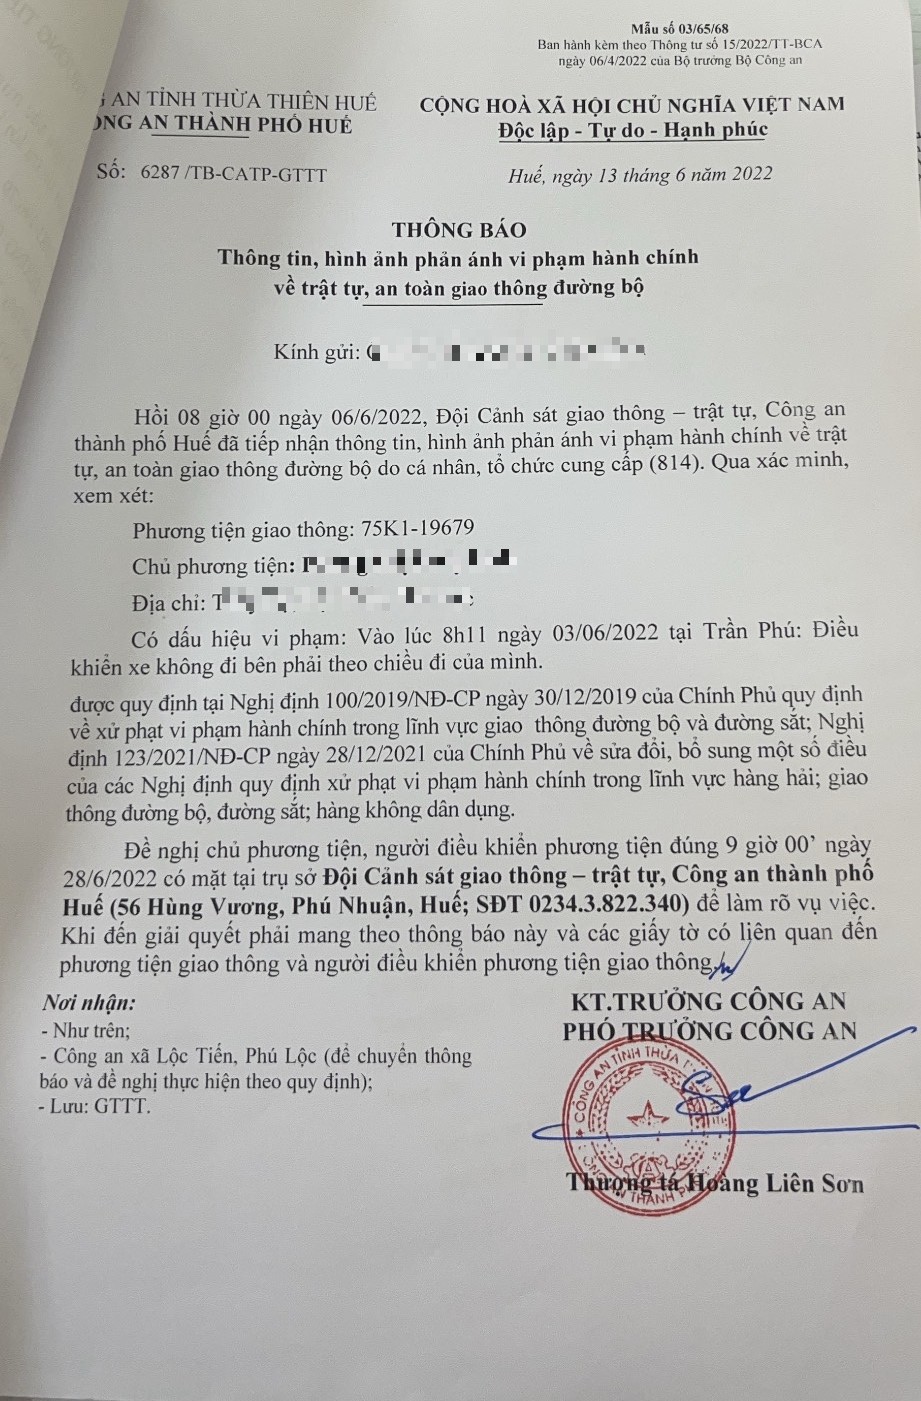 Mẫu số 03/65/68
Ban hành kèm theo Thông tư số 15/2022/TT-BCA
ngày 06/4/2022 của Bộ trưởng Bộ Công an
AN TỈNH THỪA THIÊN HUẾ
ÔNG AN THÀNH PHỐ HUẾ
CỘNG HOÀ XÃ HỘI CHỦ NGHĨA VIỆT NAM
Độc lập - Tự do - Hạnh phúc
Số: 6287 /TB-CATP-GTTT
Huế, ngày 13 tháng 6 năm 2022
THÔNG BÁO
Thông tin, hình ảnh phản ánh vi phạm hành chính
về trật tự, an toàn giao thông đường bộ
Kính gửi:
Hồi 08 giờ 00 ngày 06/6/2022, Đội Cảnh sát giao thông – trật tự, Công an
thành phố Huế đã tiếp nhận thông tin, hình ảnh phản ánh vi phạm hành chính về trật
tự, an toàn giao thông đường bộ do cá nhân, tổ chức cung cấp (814). Qua xác minh,
xem xét:
Phương tiện giao thông: 75K1-19679
Chủ phương tiện:
Địa chỉ:
Có dấu hiệu vi phạm: Vào lúc 8h11 ngày 03/06/2022 tại Trần Phú: Điều
khiển xe không đi bên phải theo chiều đi của mình.
được quy định tại Nghị định 100/2019/NĐ-CP ngày 30/12/2019 của Chính Phủ quy định
về xử phạt vi phạm hành chính trong lĩnh vực giao thông đường bộ và đường sắt; Nghị
định 123/2021/NĐ-CP ngày 28/12/2021 của Chính Phủ về sửa đổi, bổ sung một số điều
của các Nghị định quy định xử phạt vi phạm hành chính trong lĩnh vực hàng hải; giao
thông đường bộ, đường sắt; hàng không dân dụng.
Đề nghị chủ phương tiện, người điều khiển phương tiện đúng 9 giờ 00’ ngày
28/6/2022 có mặt tại trụ sở Đội Cảnh sát giao thông – trật tự, Công an thành phố
Huế (56 Hùng Vương, Phú Nhuận, Huế; SĐT 0234.3.822.340) để làm rõ vụ việc.
Khi đến giải quyết phải mang theo thông báo này và các giấy tờ có liên quan đến
phương tiện giao thông và người điều khiển phương tiện giao thông.
Nơi nhận:
- Như trên;
- Công an xã Lộc Tiến, Phú Lộc (để chuyển thông
báo và đề nghị thực hiện theo quy định);
- Lưu: GTTT.
KT.TRƯỞNG CÔNG AN
PHÓ TRƯỞNG CÔNG AN
CÔNG AN TỈNH THỪA
AN THÀNH PHỐ
Thượng tá Hoàng Liên Sơn